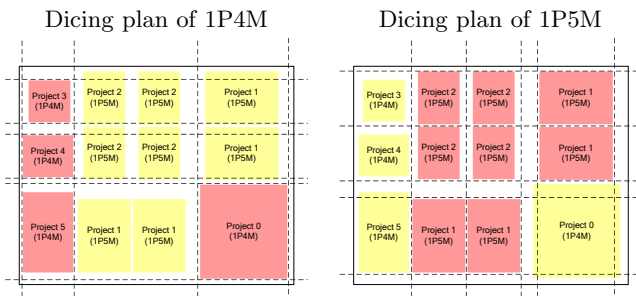 Dicing plan of 1P4M
Project 3
(1P4M)
Project 2
(1P5M)
Project 2
(1P5M)
Project 1
(1P5M)
Project 4
(1P4M)
Project 2
(1P5M)
Project 2
(1P5M)
Project 1
(1P5M)
Project 5
(1P4M)
Project 1
(1P5M)
Project 1
(1P5M)
Project 0
(1P4M)
Dicing plan of 1P5M
Project 3
(1P4M)
Project 2
(1P5M)
Project 2
(1P5M)
Project 1
(1P5M)
Project 4
(1P4M)
Project 2
(1P5M)
Project 2
(1P5M)
Project 1
(1P5M)
Project 5
(1P4M)
Project 1
(1P5M)
Project 1
(1P5M)
Project 0
(1P4M)